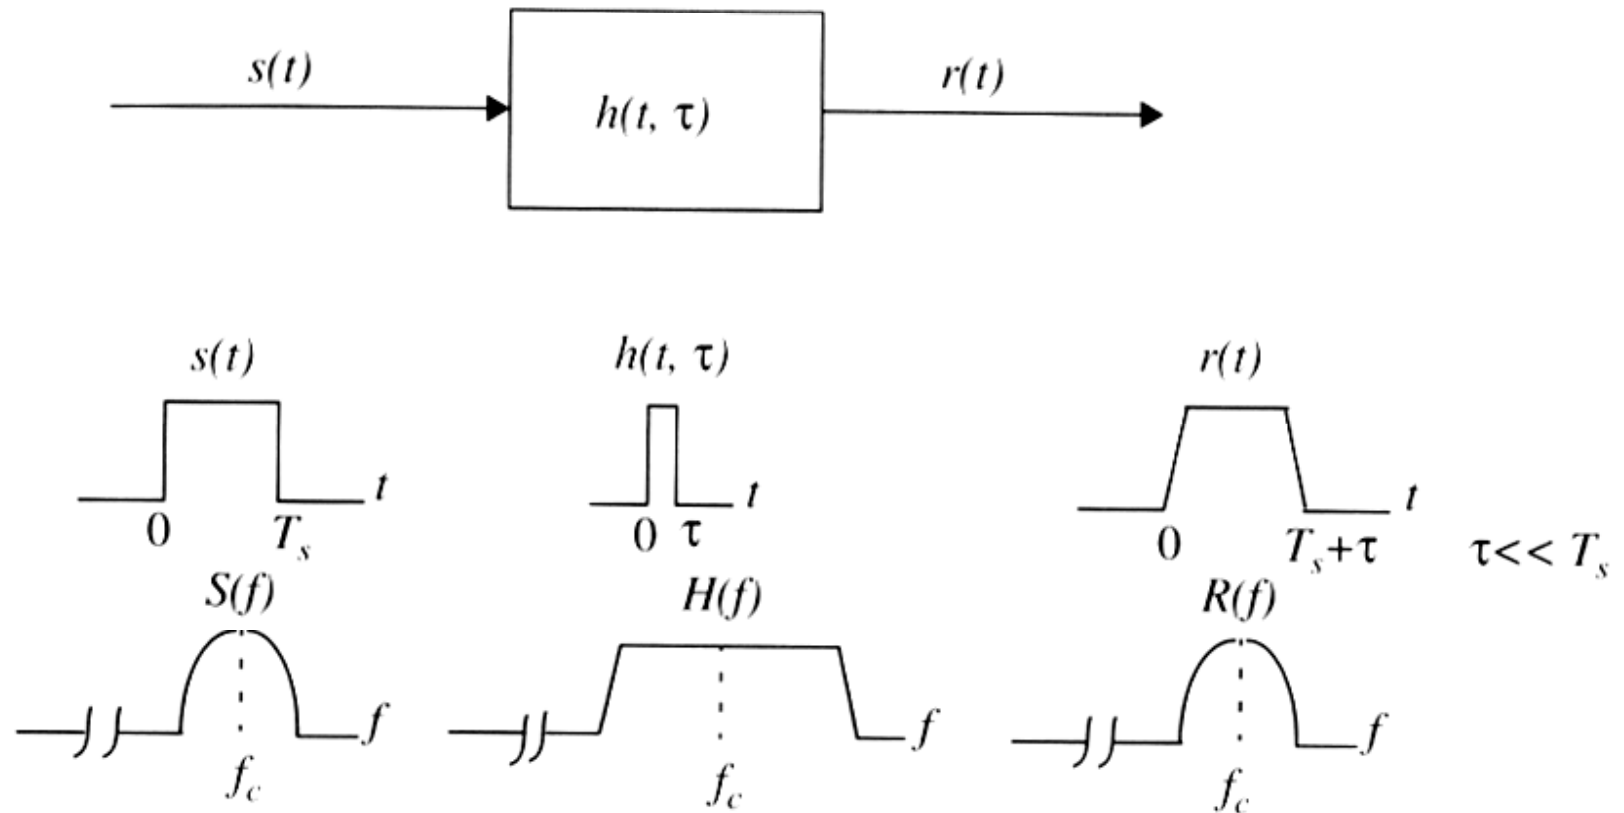 s(t)
h(t, τ)
r(t)
s(t)
h(t, τ)
r(t)
t
t
t
0
T_s
0
τ
0
T_s+τ
τ<< T_s
S(f)
H(f)
R(f)
f
f
f
f_c
f_c
f_c